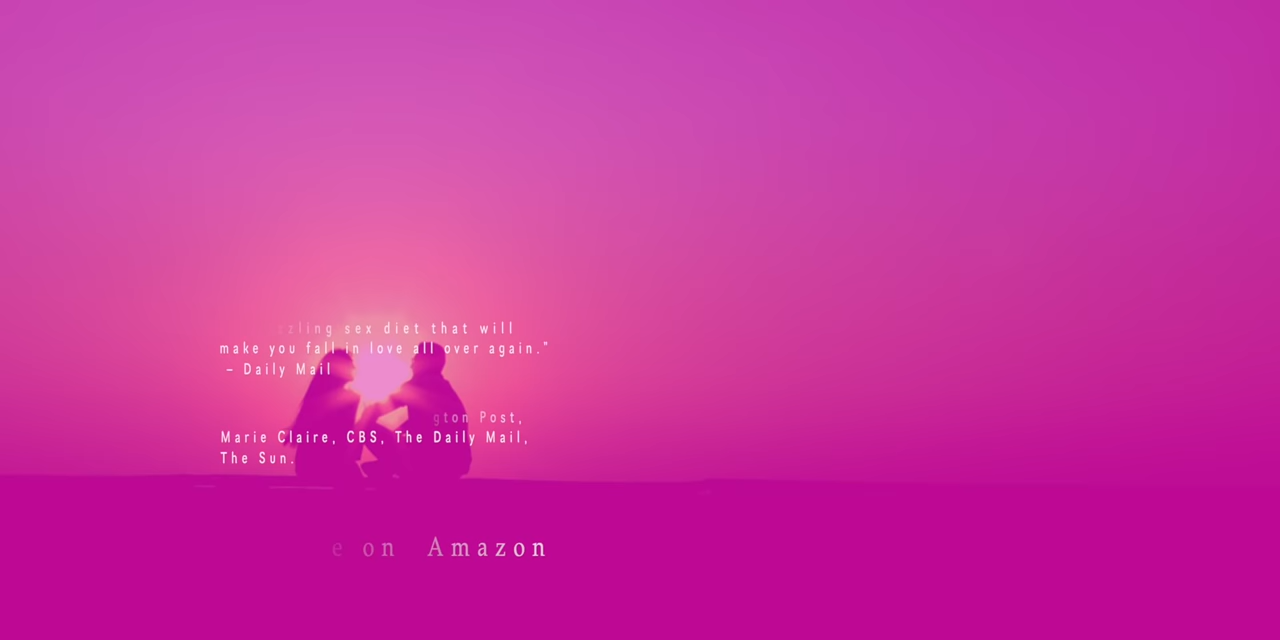 sex diet that will
make you fall in love all over again."
– Daily Mail
Post,
Marie Claire, CBS, The Daily Mail,
The Sun.
on Amazon